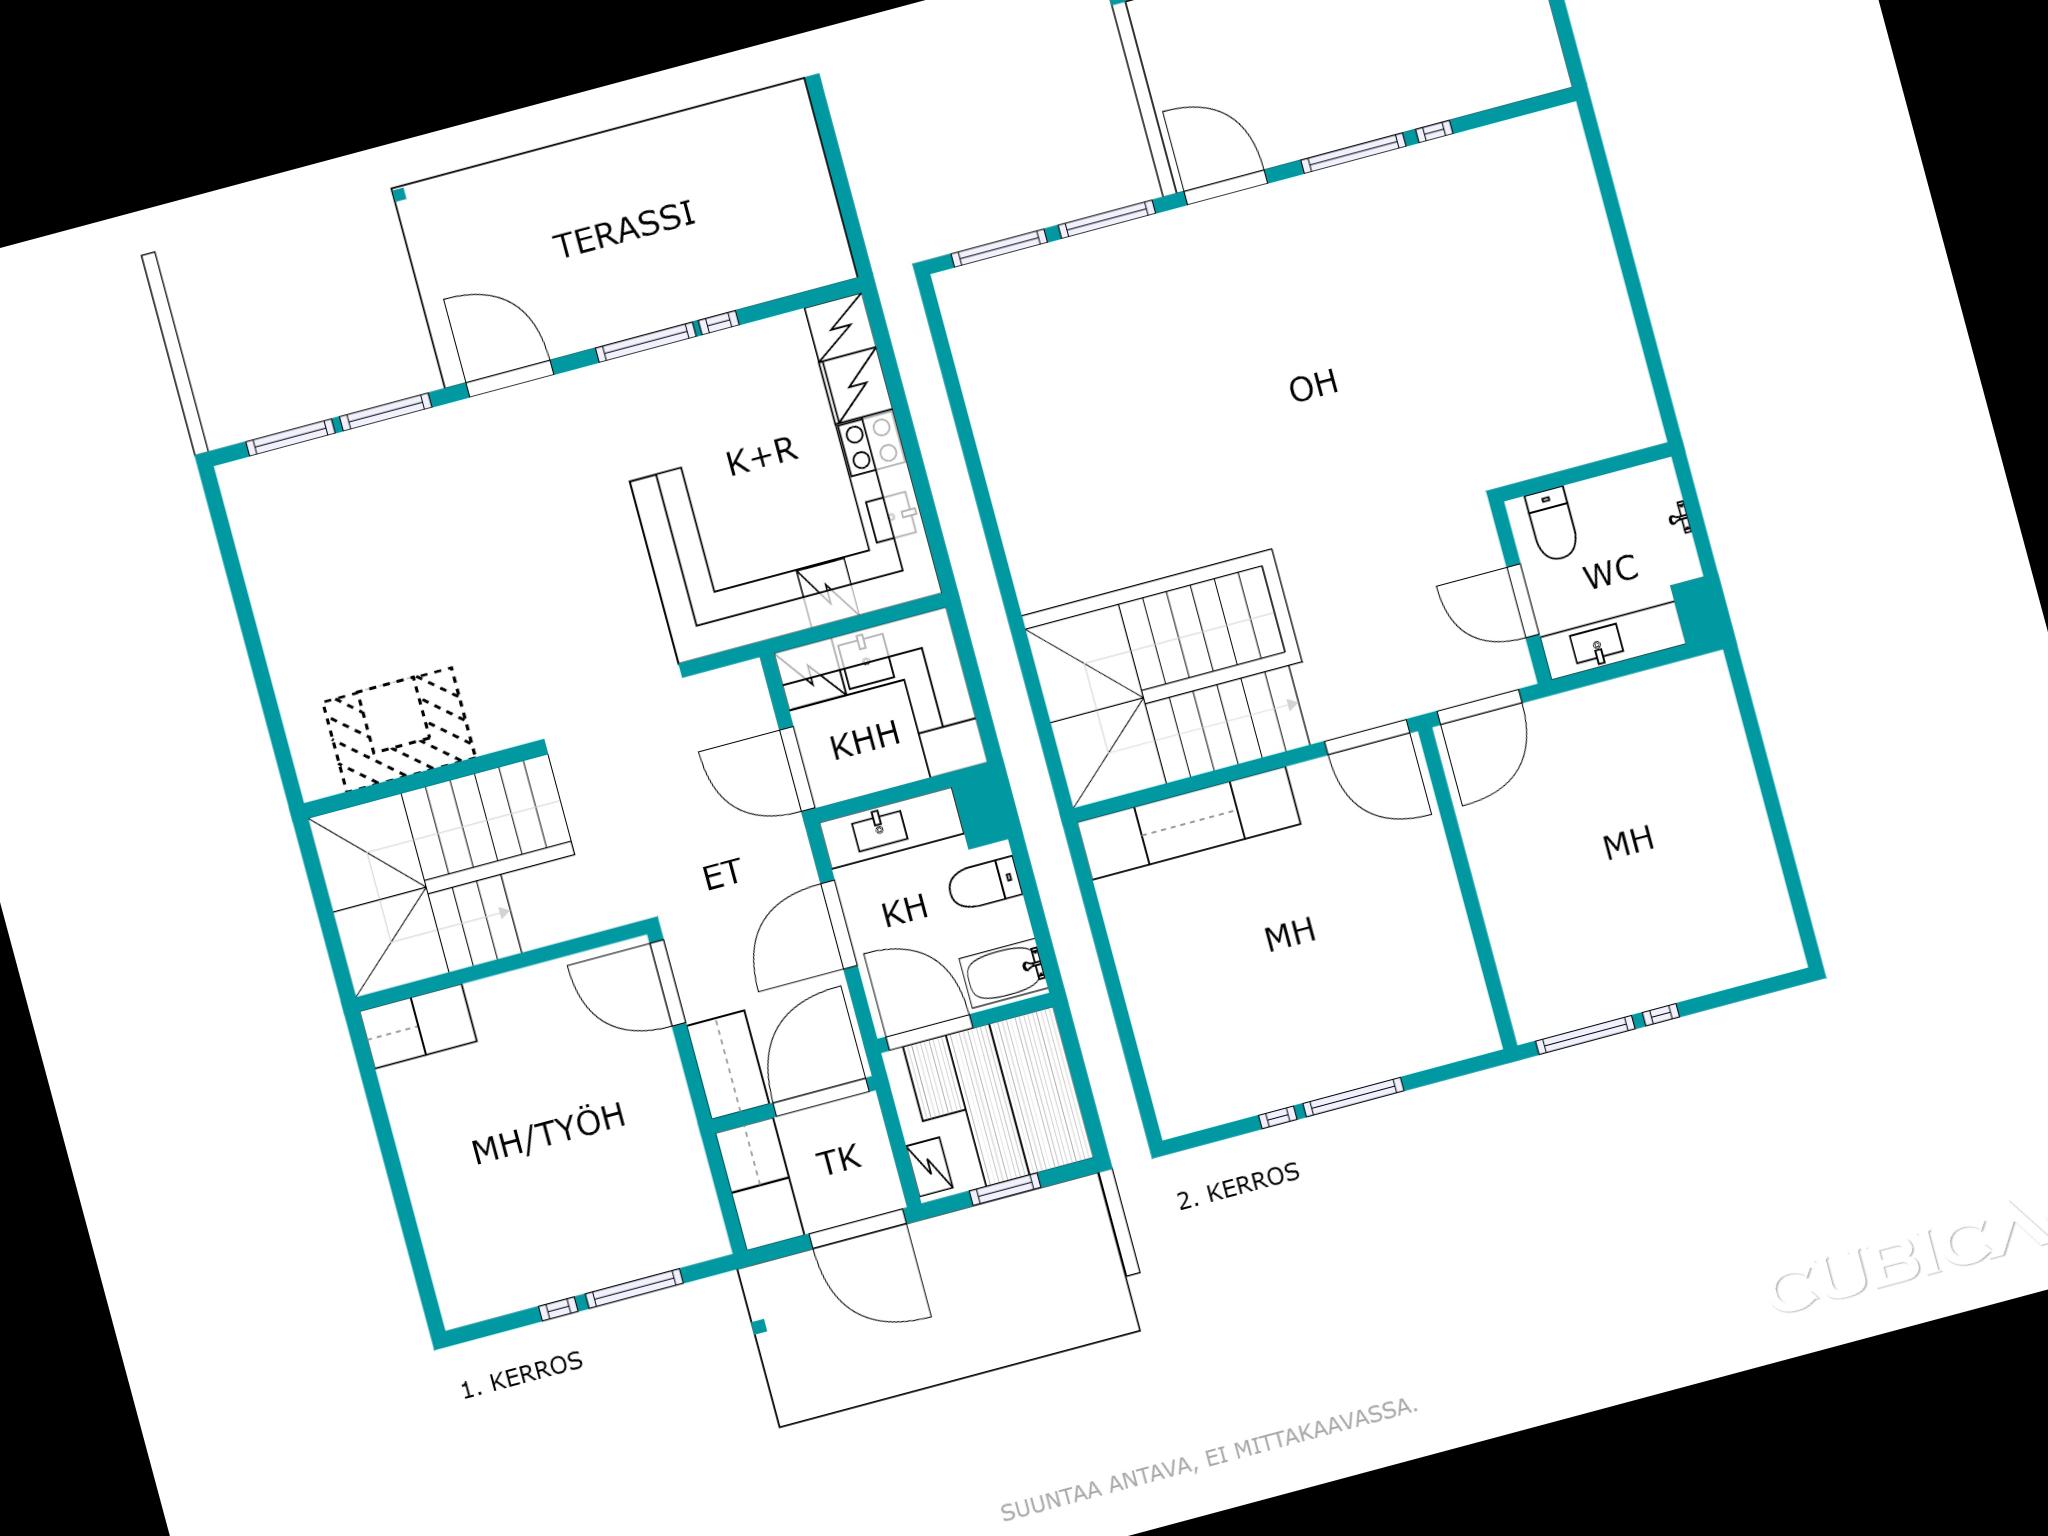 TERASSI
K+R
KHH
ET
KH
MH/TYÖH
TK
1. KERROS
OH
WC
MH
MH
2. KERROS
CUBICA
SUUNTAA ANTAVA, EI MITTAKAAVASSA.